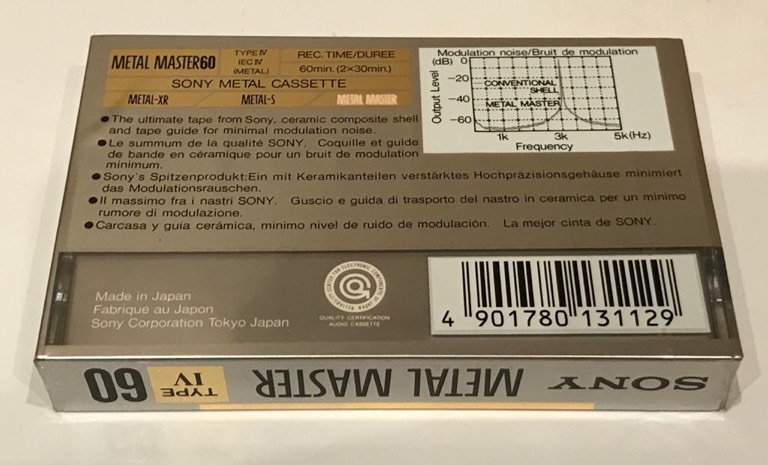 METAL MASTER60
TYPE IV
IEC IV
(METAL)
REC. TIME/DUREE
60min. (2×30min.)
SONY METAL CASSETTE
METAL-XR METAL-S METAL MASTER
Modulation noise/Bruit de modulation
(dB) 0
-20
-40
-60
Output Level
CONVENTIONAL
SHELL
METAL MASTER
1k 3k 5k(Hz)
Frequency
●The ultimate tape from Sony, ceramic composite shell
and tape guide for minimal modulation noise.
●Le summum de la qualité SONY. Coquille et guide
de bande en céramique pour un bruit de modulation
minimum.
●Sony's Spitzenprodukt:Ein mit Keramikanteilen verstärktes Hochpräzisionsgehäuse minimiert
das Modulationsrauschen.
●Il massimo fra i nastri SONY. Guscio e guida di trasporto del nastro in ceramica per un minimo
rumore di modulazione.
●Carcasa y guia cerámica, minimo nivel de ruido de modulación. La mejor cinta de SONY.
Made in Japan
Fabriqué au Japon
Sony Corporation Tokyo Japan
QUALITY CERTIFICATION
AUDIO CASSETTE
4 901780 131129
SONY METAL MASTER TYPE IV 60